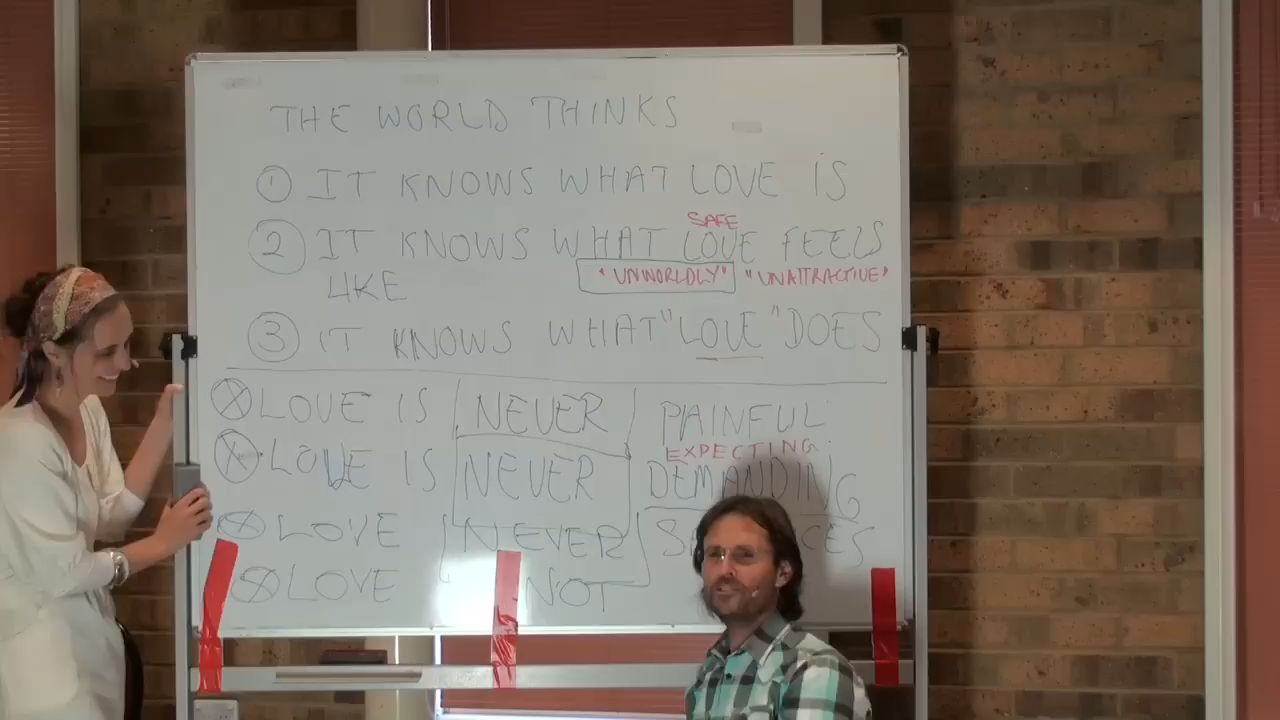 THE WORLD THINKS
① IT KNOWS WHAT LOVE IS
SAFE
② IT KNOWS WHAT LOVE FEELS
LIKE "UNWORLDLY" "UNATTRACTIVE"
③ IT KNOWS WHAT "LOVE" DOES
LOVE IS NEVER PAINFUL
EXPECTING
LOVE IS NEVER DEMANDING
LOVE NEVER
LOVE NOT